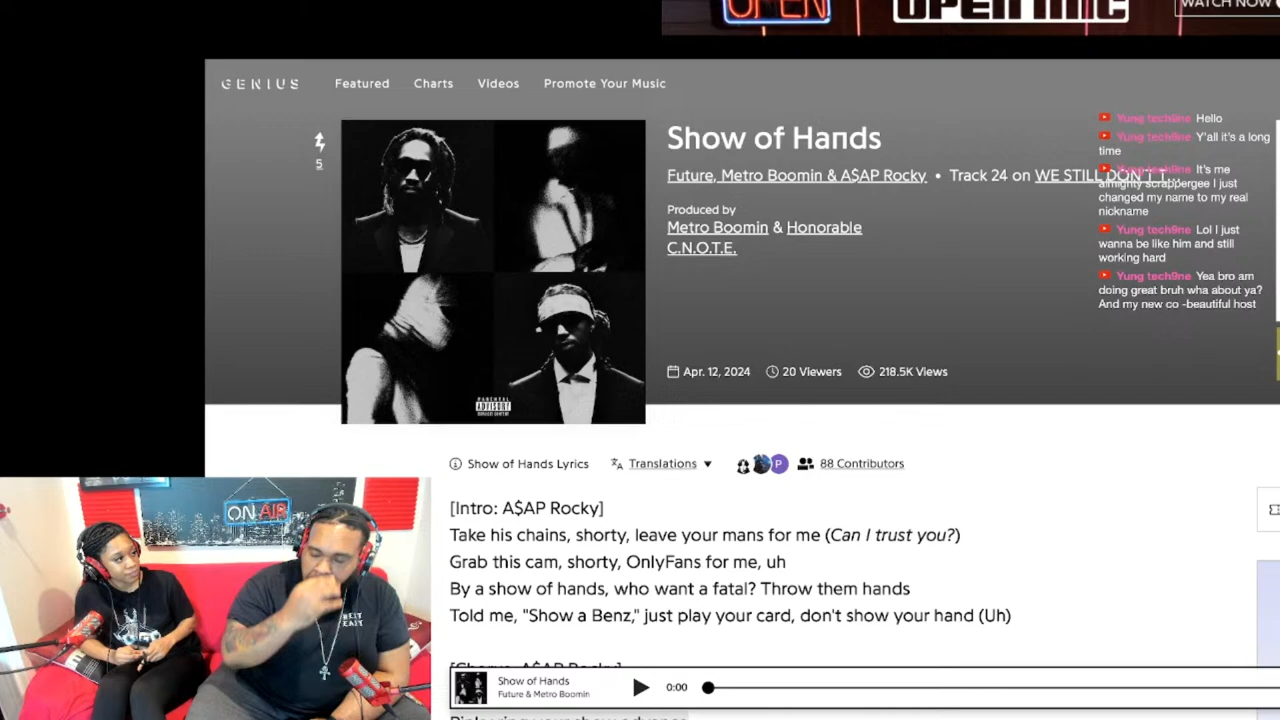 OPEN
OPEN MIC
WATCH NOW
GENIUS
Featured
Charts
Videos
Promote Your Music
5
Show of Hands
Future, Metro Boomin & A$AP Rocky • Track 24 on WE STILL DON'T T...
Produced by
Metro Boomin & Honorable
C.N.O.T.E.
Apr. 12, 2024
20 Viewers
218.5K Views
PARENTAL
ADVISORY
EXPLICIT CONTENT
Yung tech9ne Hello
Yung tech9ne Y'all it's a long
time
Yung tech9ne It's me
almighty scrappergee I just
changed my name to my real
nickname
Yung tech9ne Lol I just
wanna be like him and still
working hard
Yung tech9ne Yea bro am
doing great bruh wha about ya?
And my new co -beautiful host
Show of Hands Lyrics
Translations
P
88 Contributors
[Intro: A$AP Rocky]
Take his chains, shorty, leave your mans for me (Can I trust you?)
Grab this cam, shorty, OnlyFans for me, uh
By a show of hands, who want a fatal? Throw them hands
Told me, "Show a Benz," just play your card, don't show your hand (Uh)
[Chorus: A$AP Rocky]
ON AIR
Show of Hands
Future & Metro Boomin
0:00